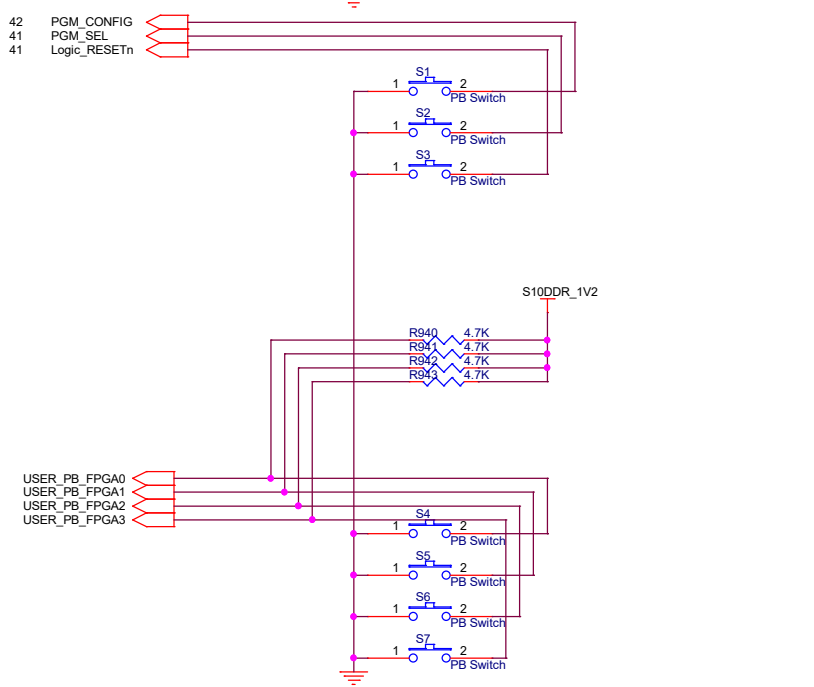 42 PGM_CONFIG
41 PGM_SEL
41 Logic_RESETn
S1
1 2
PB Switch
S2
1 2
PB Switch
S3
1 2
PB Switch
S10DDR_1V2
R940 4.7K
R941 4.7K
R942 4.7K
R943 4.7K
USER_PB_FPGA0
USER_PB_FPGA1
USER_PB_FPGA2
USER_PB_FPGA3
S4
1 2
PB Switch
S5
1 2
PB Switch
S6
1 2
PB Switch
S7
1 2
PB Switch